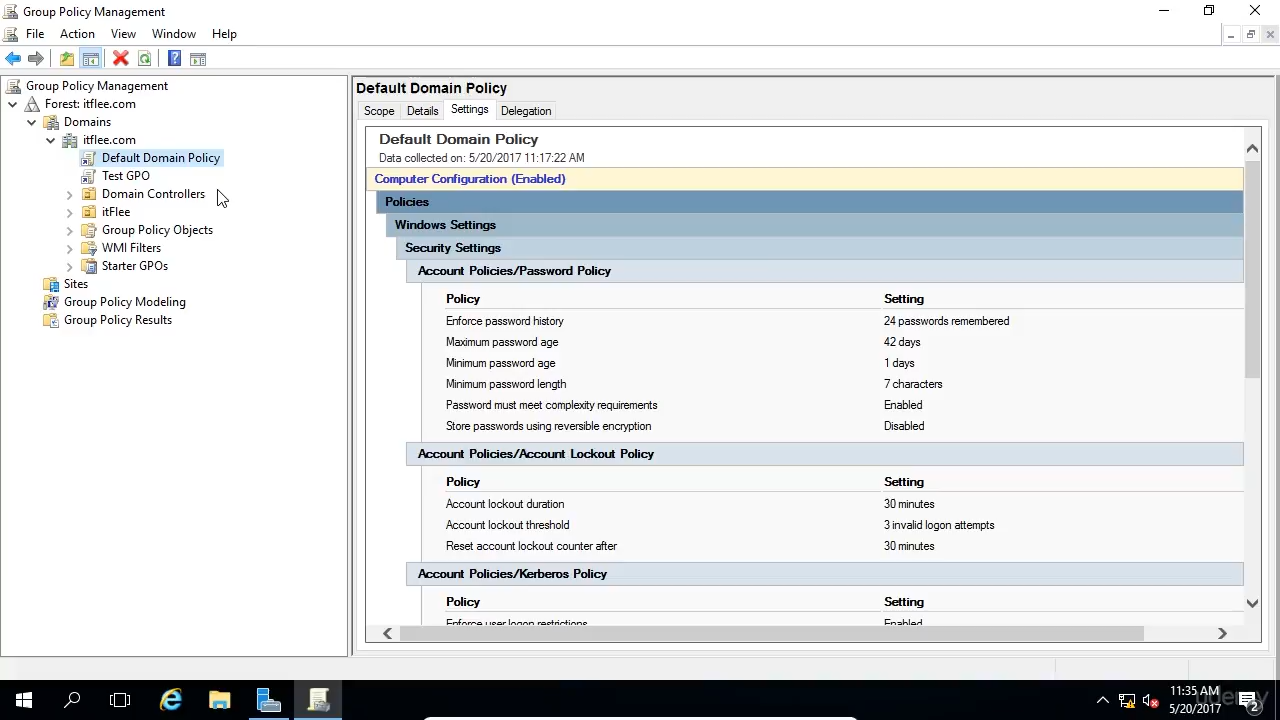 Group Policy Management
File Action View Window Help
Group Policy Management
Forest: itflee.com
Domains
itflee.com
Default Domain Policy
Test GPO
Domain Controllers
itFlee
Group Policy Objects
WMI Filters
Starter GPOs
Sites
Group Policy Modeling
Group Policy Results
Default Domain Policy
Scope Details Settings Delegation
Default Domain Policy
Data collected on: 5/20/2017 11:17:22 AM
Computer Configuration (Enabled)
Policies
Windows Settings
Security Settings
Account Policies/Password Policy
Policy Setting
Enforce password history 24 passwords remembered
Maximum password age 42 days
Minimum password age 1 days
Minimum password length 7 characters
Password must meet complexity requirements Enabled
Store passwords using reversible encryption Disabled
Account Policies/Account Lockout Policy
Policy Setting
Account lockout duration 30 minutes
Account lockout threshold 3 invalid logon attempts
Reset account lockout counter after 30 minutes
Account Policies/Kerberos Policy
Policy Setting
Enforce user logon restrictions Enabled
11:35 AM
5/20/2017
2
udemy